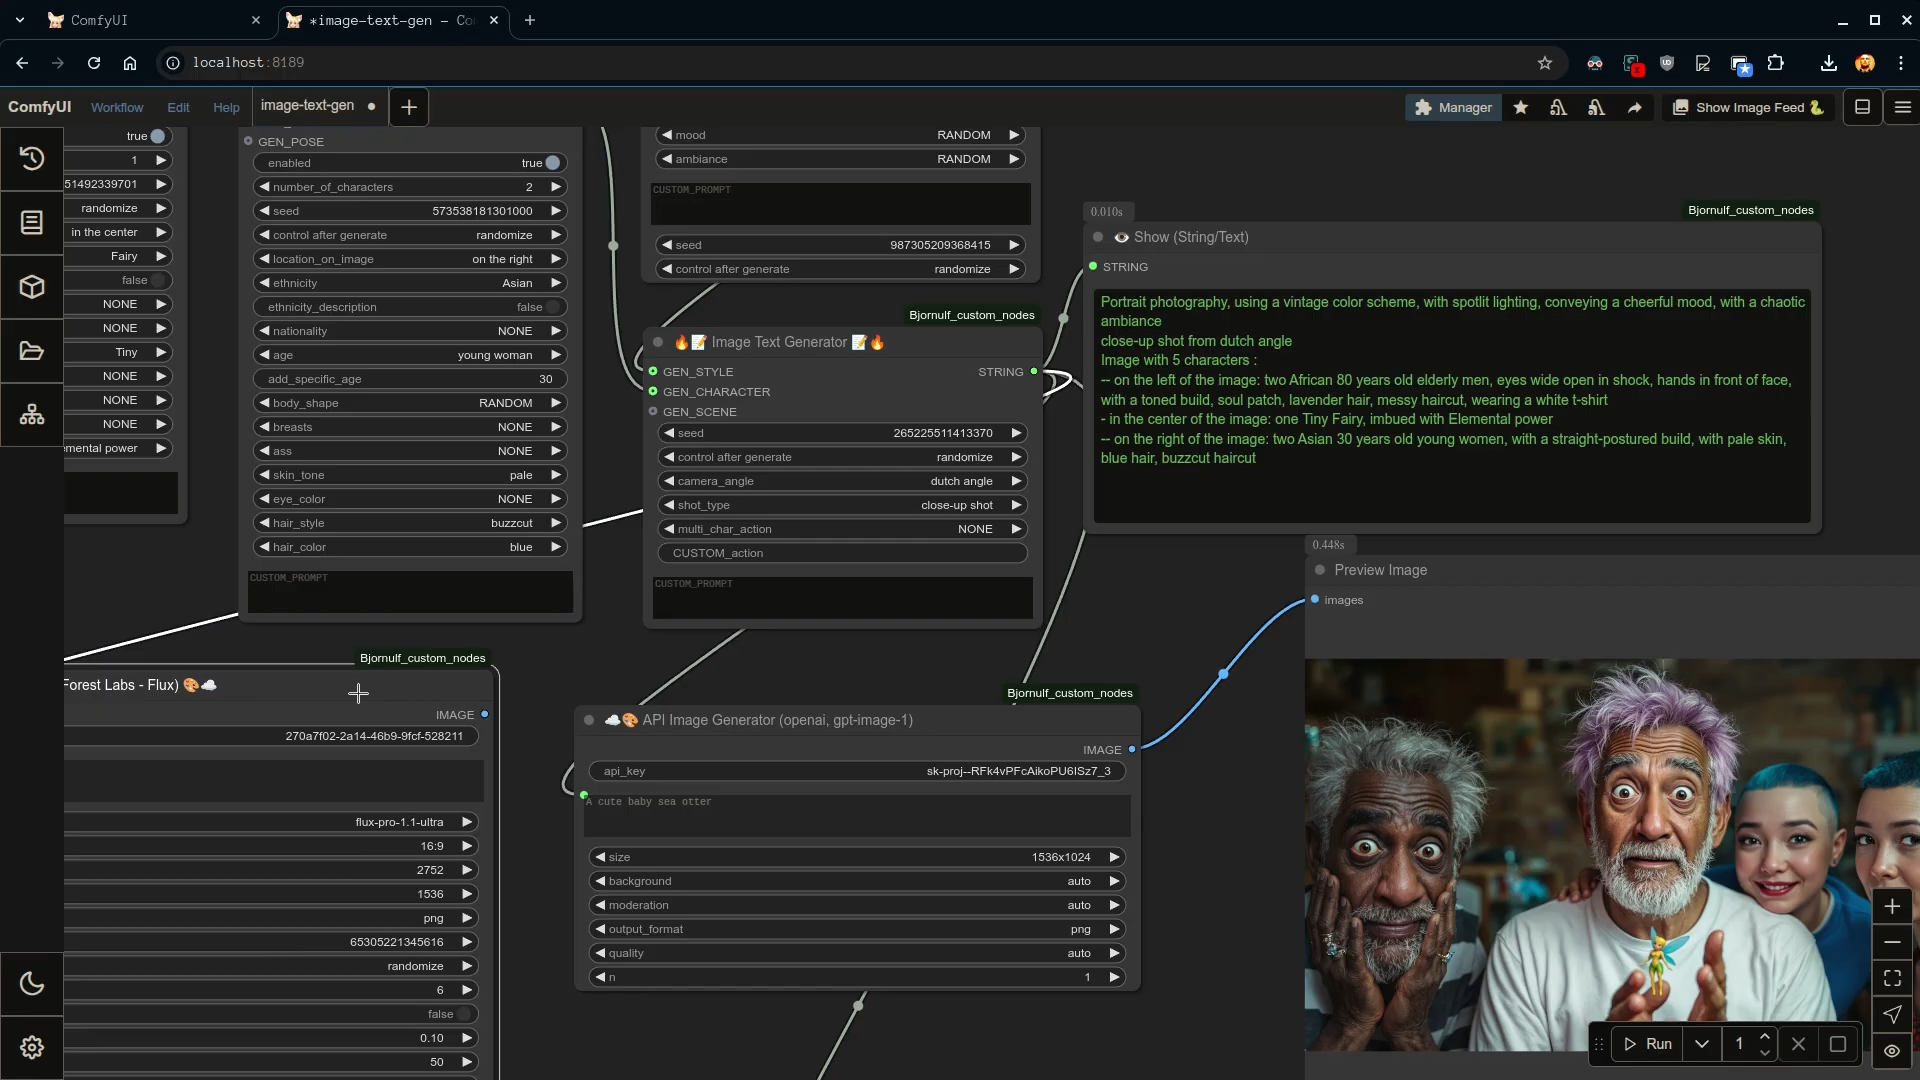 ComfyUI
*image-text-gen - Co
localhost:8189
ComfyUI
Workflow
Edit
Help
image-text-gen
Manager
Show Image Feed
true
1
51492339701
randomize
in the center
Fairy
false
NONE
NONE
Tiny
NONE
NONE
NONE
emental power
GEN_POSE
enabled true
number_of_characters 2
seed 573538181301000
control after generate randomize
location_on_image on the right
ethnicity Asian
ethnicity_description false
nationality NONE
age young woman
add_specific_age 30
body_shape RANDOM
breasts NONE
ass NONE
skin_tone pale
eye_color NONE
hair_style buzzcut
hair_color blue
CUSTOM_PROMPT
mood RANDOM
ambiance RANDOM
CUSTOM_PROMPT
seed 987305209368415
control after generate randomize
Bjornulf_custom_nodes
Image Text Generator
GEN_STYLE STRING
GEN_CHARACTER
GEN_SCENE
seed 265225511413370
control after generate randomize
camera_angle dutch angle
shot_type close-up shot
multi_char_action NONE
CUSTOM_action
CUSTOM_PROMPT
0.010s
Bjornulf_custom_nodes
Show (String/Text)
STRING
Portrait photography, using a vintage color scheme, with spotlit lighting, conveying a cheerful mood, with a chaotic
ambiance
close-up shot from dutch angle
Image with 5 characters :
-- on the left of the image: two African 80 years old elderly men, eyes wide open in shock, hands in front of face,
with a toned build, soul patch, lavender hair, messy haircut, wearing a white t-shirt
- in the center of the image: one Tiny Fairy, imbued with Elemental power
-- on the right of the image: two Asian 30 years old young women, with a straight-postured build, with pale skin,
blue hair, buzzcut haircut
0.448s
Preview Image
images
Bjornulf_custom_nodes
Forest Labs - Flux)
IMAGE
270a7f02-2a14-46b9-9fcf-528211
flux-pro-1.1-ultra
16:9
2752
1536
png
65305221345616
randomize
6
false
0.10
50
Bjornulf_custom_nodes
API Image Generator (openai, gpt-image-1)
IMAGE
api_key sk-proj--RFk4vPFcAikoPU6ISz7_3
A cute baby sea otter
size 1536x1024
background auto
moderation auto
output_format png
quality auto
n 1
Run
1